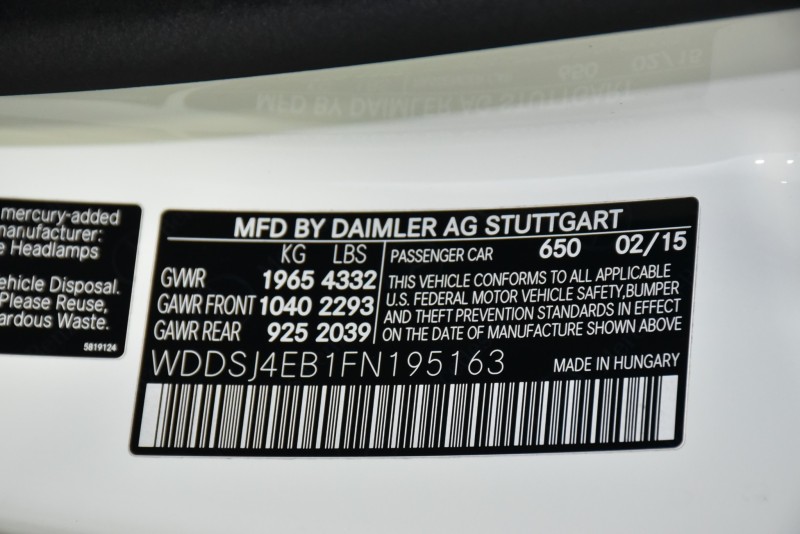 mercury-added
manufacturer:
Headlamps
ehicle Disposal.
Please Reuse,
ardous Waste.
5819124
MFD BY DAIMLER AG STUTTGART
KG LBS
GWR 1965 4332
GAWR FRONT 1040 2293
GAWR REAR 925 2039
PASSENGER CAR 650 02/15
THIS VEHICLE CONFORMS TO ALL APPLICABLE
U.S. FEDERAL MOTOR VEHICLE SAFETY,BUMPER
AND THEFT PREVENTION STANDARDS IN EFFECT
ON THE DATE OF MANUFACTURE SHOWN ABOVE
WDDSJ4EB1FN195163
MADE IN HUNGARY